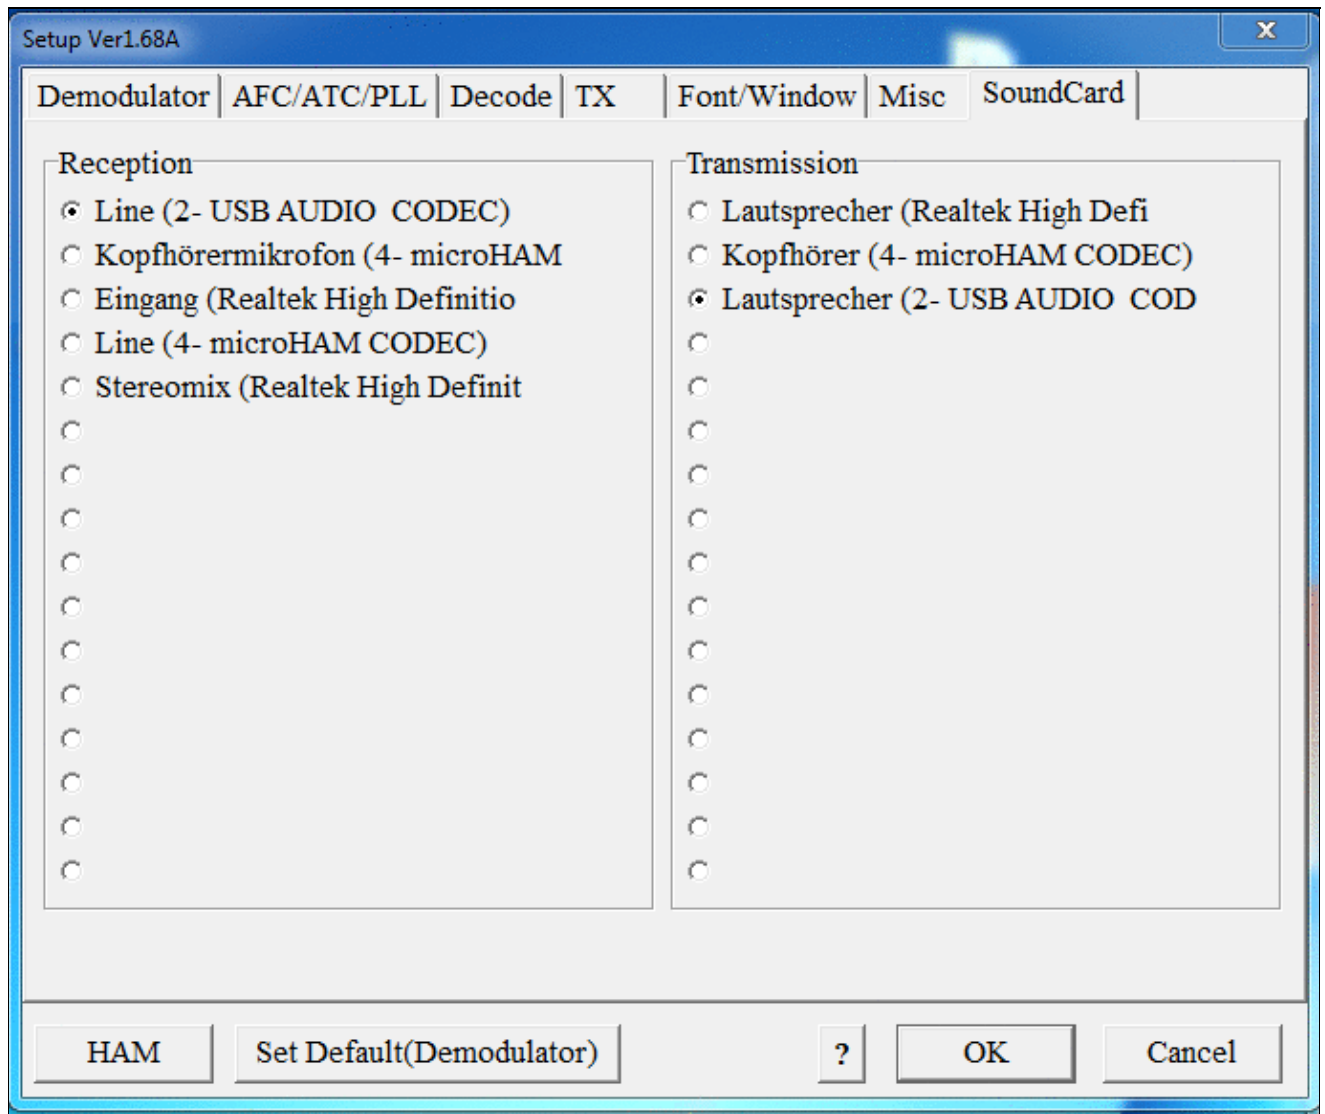 Setup Ver1.68A
x
Demodulator AFC/ATC/PLL Decode TX Font/Window Misc SoundCard
Reception
Line (2- USB AUDIO  CODEC)
Kopfhörermikrofon (4- microHAM
Eingang (Realtek High Definitio
Line (4- microHAM CODEC)
Stereomix (Realtek High Definit
Transmission
Lautsprecher (Realtek High Defi
Kopfhörer (4- microHAM CODEC)
Lautsprecher (2- USB AUDIO  COD
HAM Set Default(Demodulator) ? OK Cancel